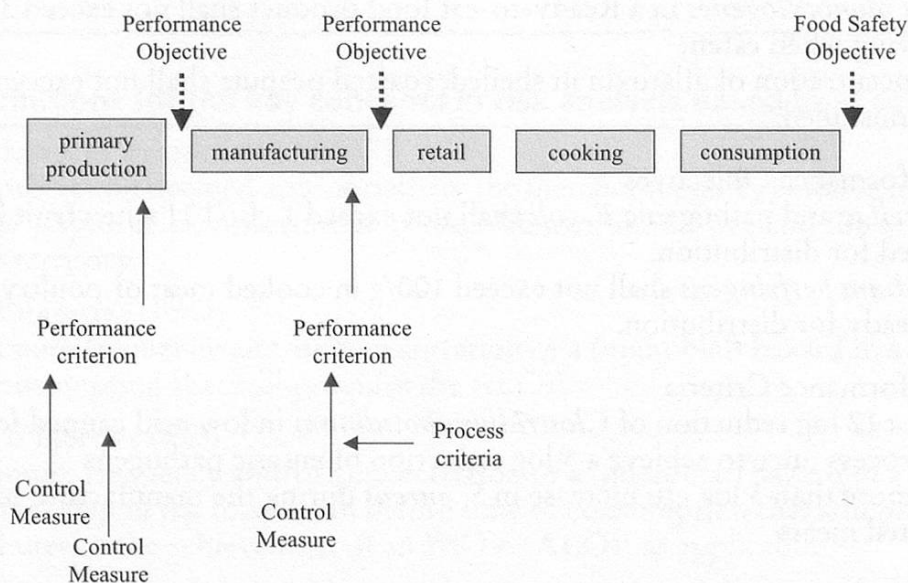 Performance
Objective
Performance
Objective
Food Safety
Objective
primary
production
manufacturing
retail
cooking
consumption
Performance
criterion
Performance
criterion
Process
criteria
Control
Measure
Control
Measure
Control
Measure